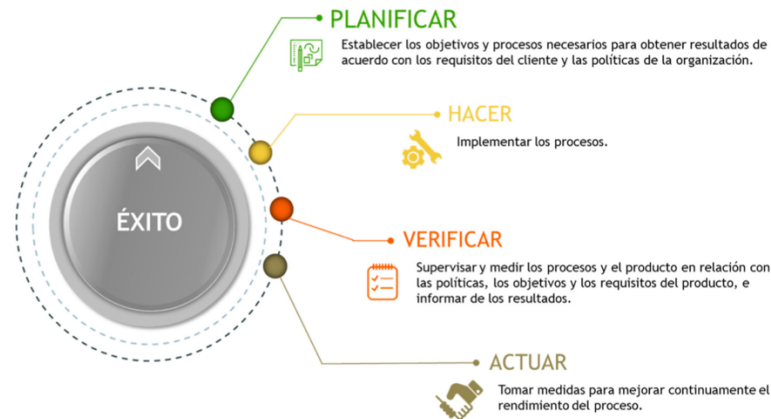 PLANIFICAR
Establecer los objetivos y procesos necesarios para obtener resultados de
acuerdo con los requisitos del cliente y las políticas de la organización.
HACER
Implementar los procesos.
ÉXITO
VERIFICAR
Supervisar y medir los procesos y el producto en relación con
las políticas, los objetivos y los requisitos del producto, e
informar de los resultados.
ACTUAR
Tomar medidas para mejorar continuamente el
rendimiento del proceso.